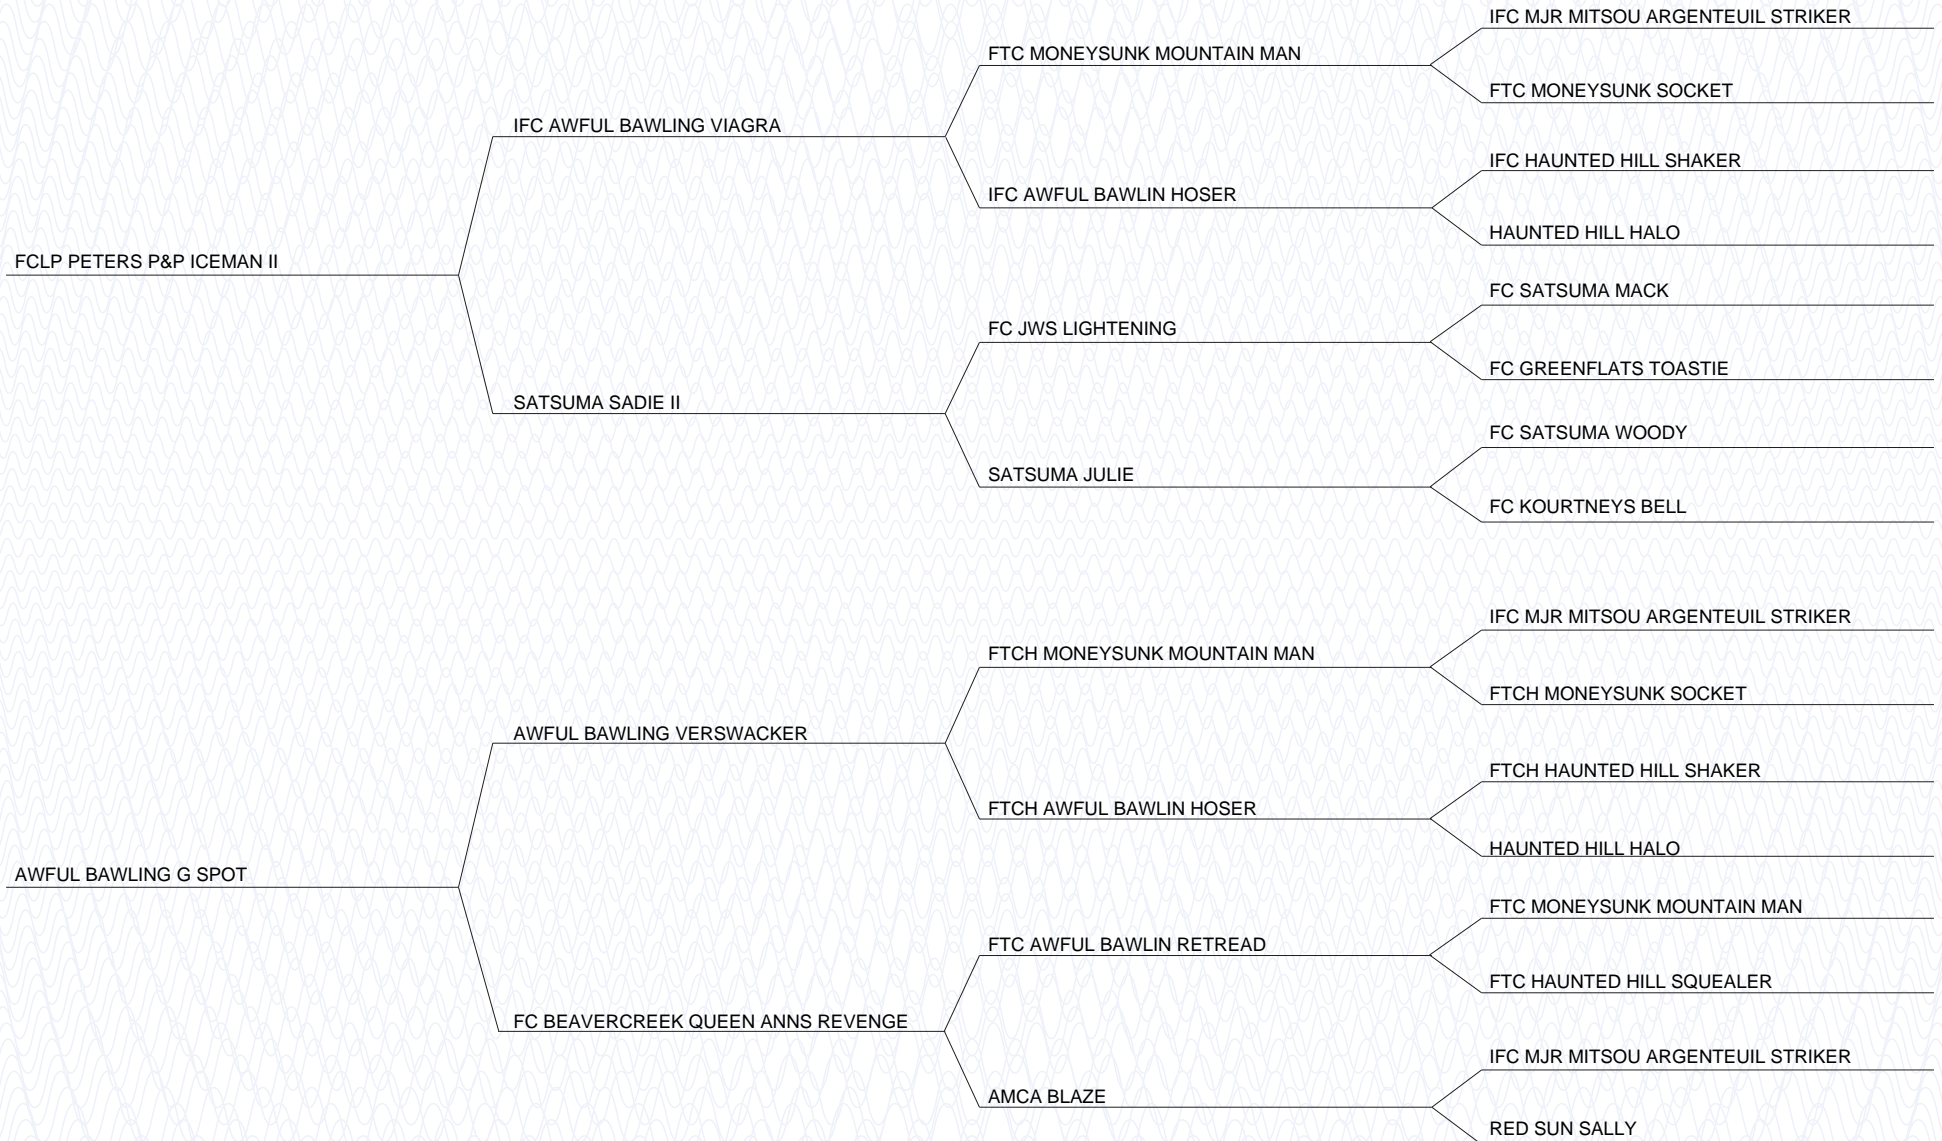 IFC MJR MITSOU ARGENTEUIL STRIKER
FTC MONEYSUNK MOUNTAIN MAN
FTC MONEYSUNK SOCKET
IFC AWFUL BAWLING VIAGRA
IFC HAUNTED HILL SHAKER
IFC AWFUL BAWLIN HOSER
HAUNTED HILL HALO
FCLP PETERS P&P ICEMAN II
FC SATSUMA MACK
FC JWS LIGHTENING
FC GREENFLATS TOASTIE
SATSUMA SADIE II
FC SATSUMA WOODY
SATSUMA JULIE
FC KOURTNEYS BELL
IFC MJR MITSOU ARGENTEUIL STRIKER
FTCH MONEYSUNK MOUNTAIN MAN
FTCH MONEYSUNK SOCKET
AWFUL BAWLING VERSWACKER
FTCH HAUNTED HILL SHAKER
FTCH AWFUL BAWLIN HOSER
HAUNTED HILL HALO
AWFUL BAWLING G SPOT
FTC MONEYSUNK MOUNTAIN MAN
FTC AWFUL BAWLIN RETREAD
FTC HAUNTED HILL SQUEALER
FC BEAVERCREEK QUEEN ANNS REVENGE
IFC MJR MITSOU ARGENTEUIL STRIKER
AMCA BLAZE
RED SUN SALLY